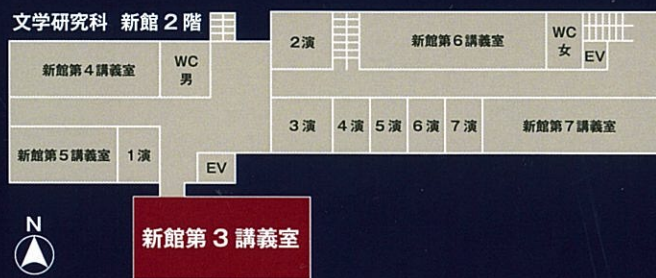 文学研究科 新館2階
新館第4講義室
WC
男
2演
新館第6講義室
WC
女
EV
3演
4演
5演
6演
7演
新館第7講義室
新館第5講義室
1演
EV
新館第3講義室
N